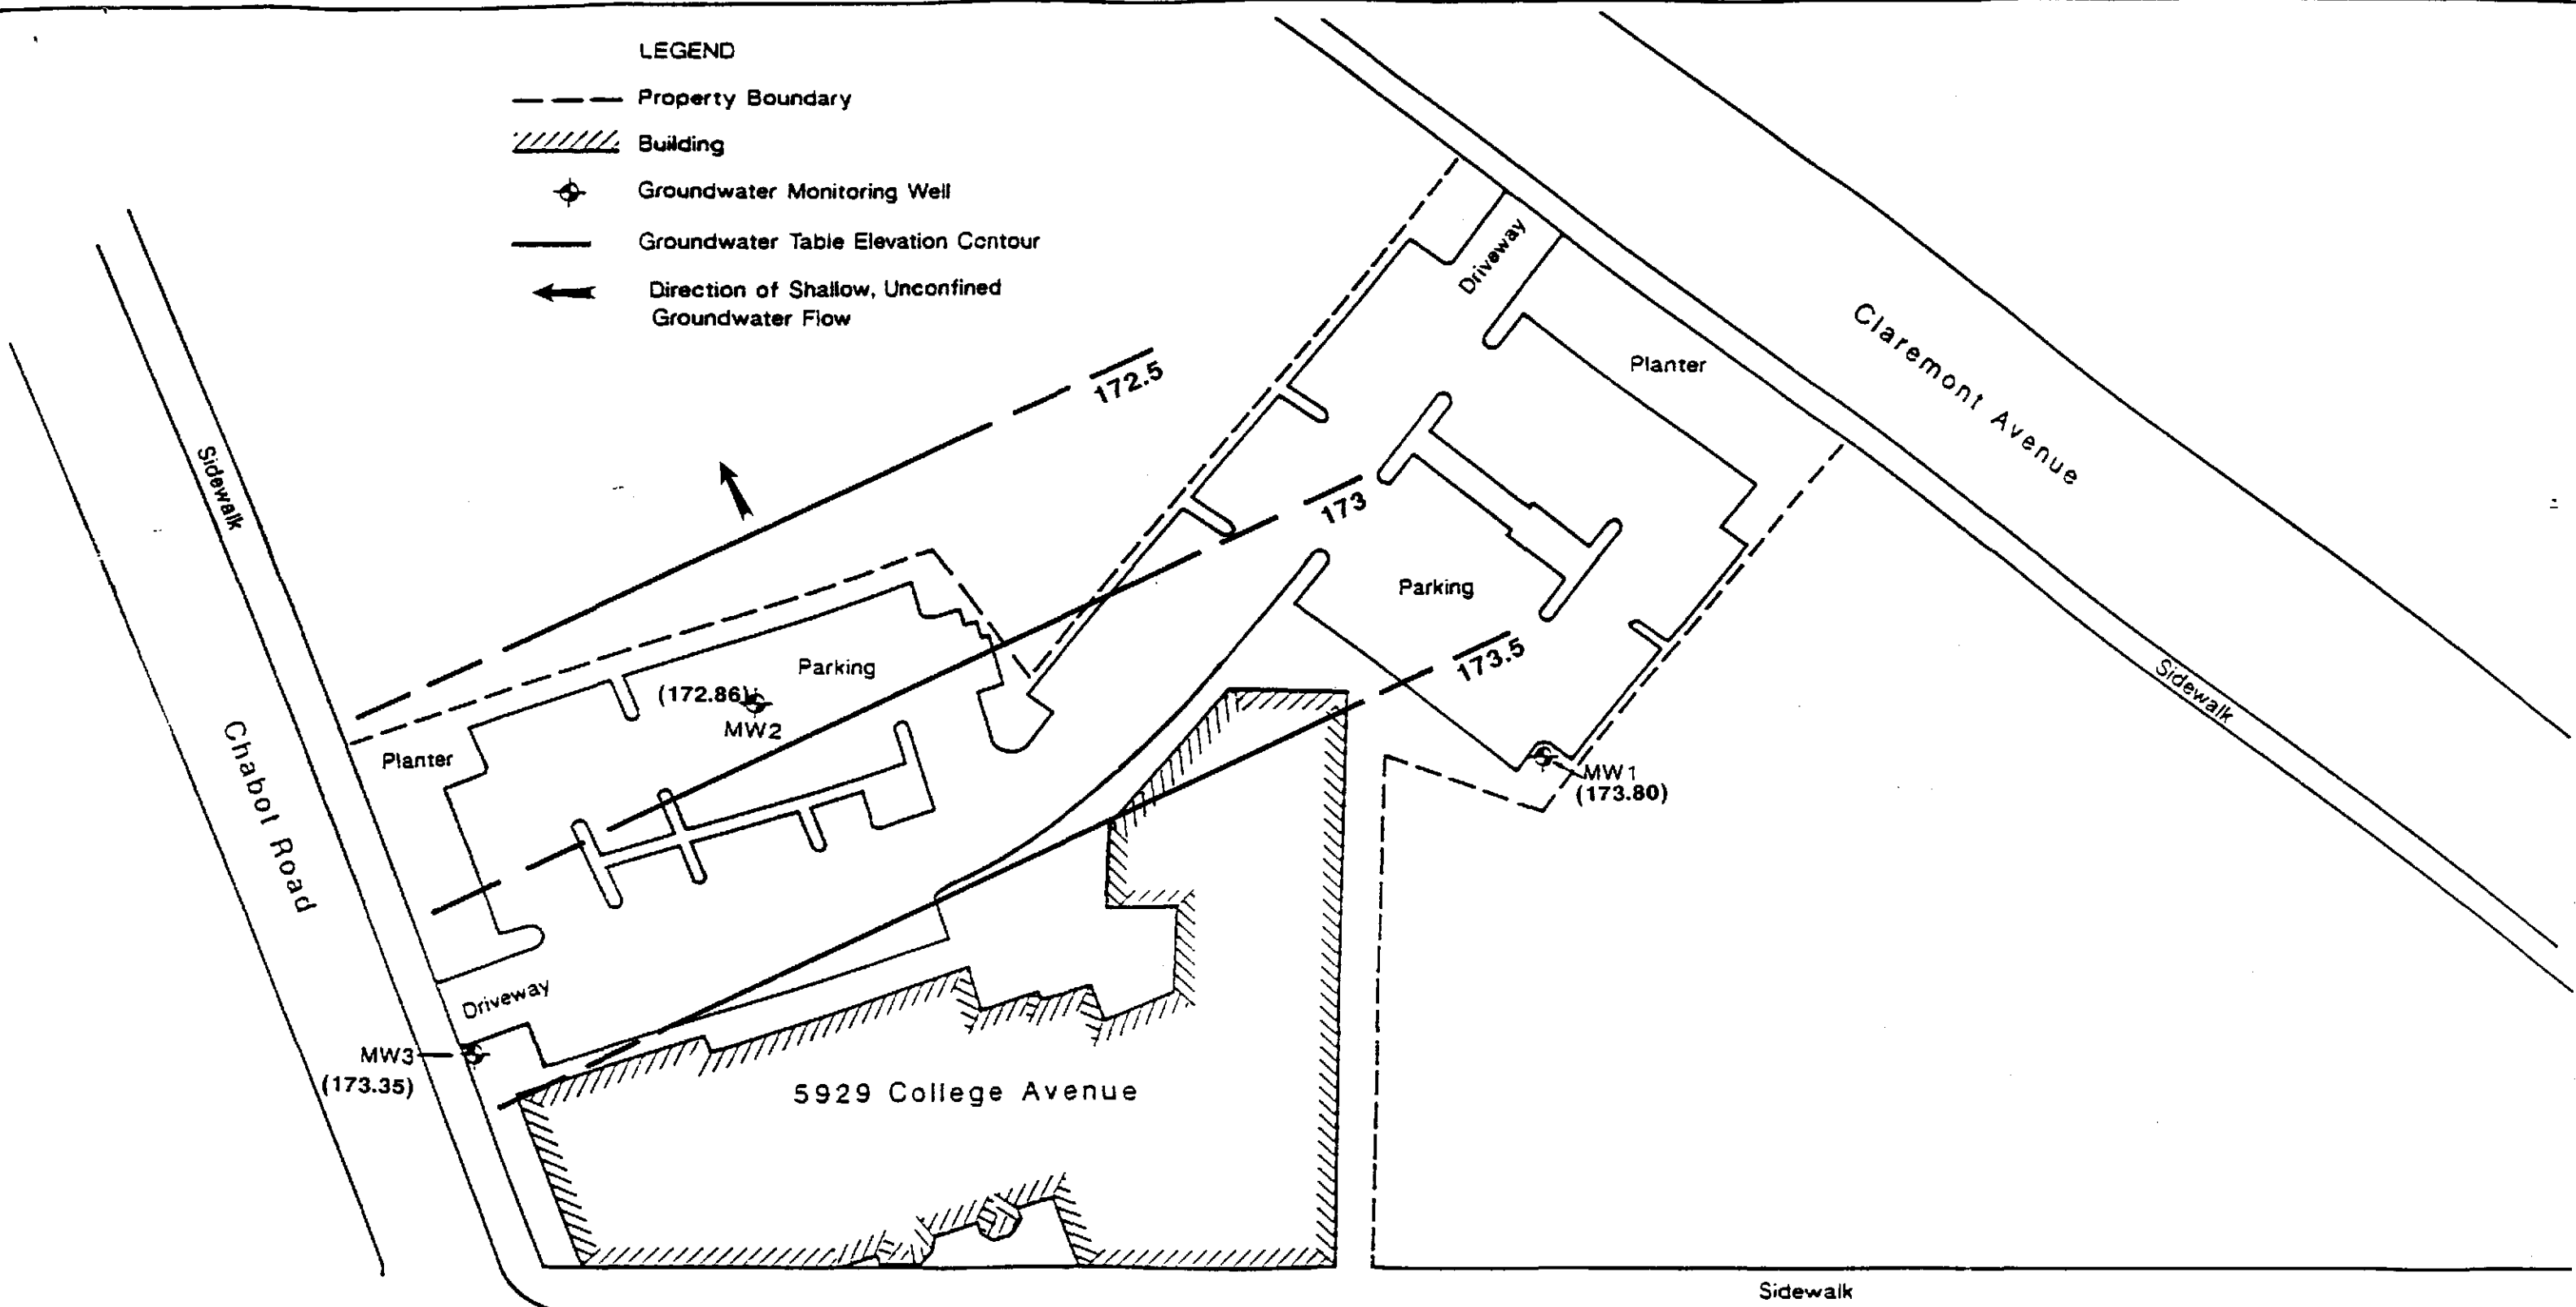 LEGEND
Property Boundary
Building
Groundwater Monitoring Well
Groundwater Table Elevation Contour
Direction of Shallow, Unconfined
Groundwater Flow
172.5
173
173.5
Driveway
Planter
Claremont Avenue
Sidewalk
Parking
Sidewalk
Parking
(172.86)
MW2
Planter
Chabot Road
MW1
(173.80)
Driveway
MW3
(173.35)
5929 College Avenue
Sidewalk